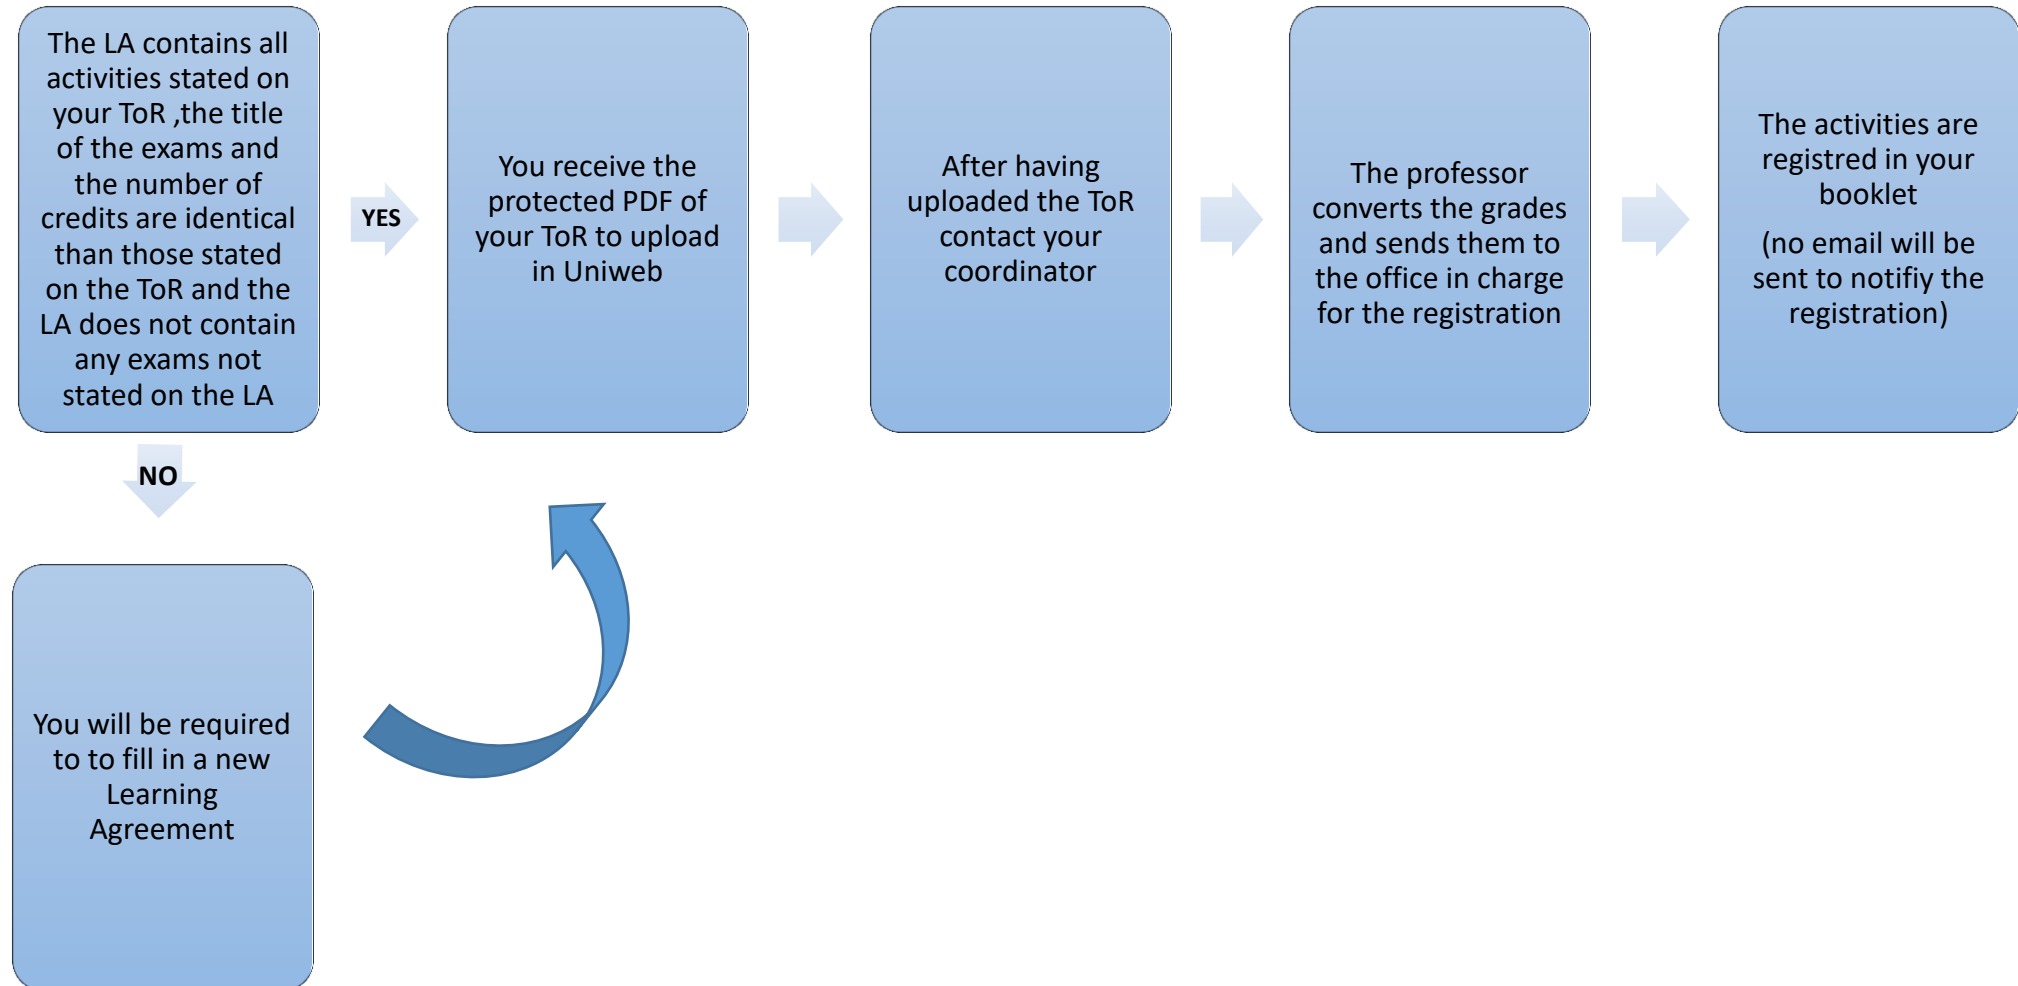 The LA contains all
activities stated on
your ToR ,the title
of the exams and
the number of
credits are identical
than those stated
on the ToR and the
LA does not contain
any exams not
stated on the LA
YES
You receive the
protected PDF of
your ToR to upload
in Uniweb
After having
uploaded the ToR
contact your
coordinator
The professor
converts the grades
and sends them to
the office in charge
for the registration
The activities are
registred in your
booklet
(no email will be
sent to notifiy the
registration)
NO
You will be required
to to fill in a new
Learning
Agreement